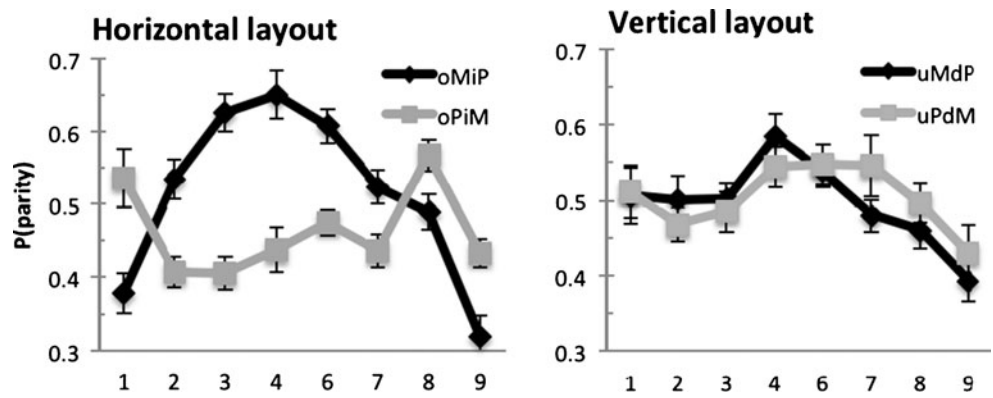 Horizontal layout
P(parity)
0.7
0.6
0.5
0.4
0.3
oMiP
oPiM
1 2 3 4 6 7 8 9
Vertical layout
0.7
0.6
0.5
0.4
0.3
uMdP
uPdM
1 2 3 4 6 7 8 9